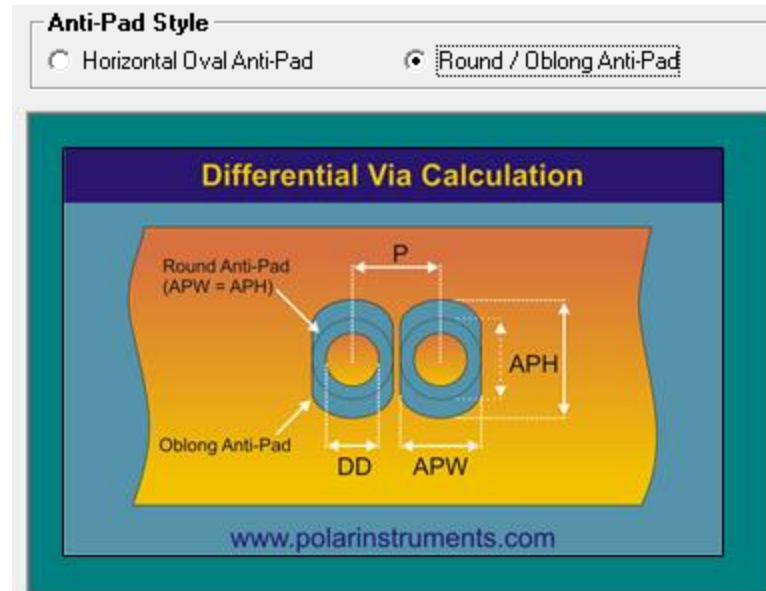 Anti-Pad Style
Horizontal Oval Anti-Pad
Round / Oblong Anti-Pad
Differential Via Calculation
P
Round Anti-Pad
(APW = APH)
APH
Oblong Anti-Pad
DD
APW
www.polarinstruments.com